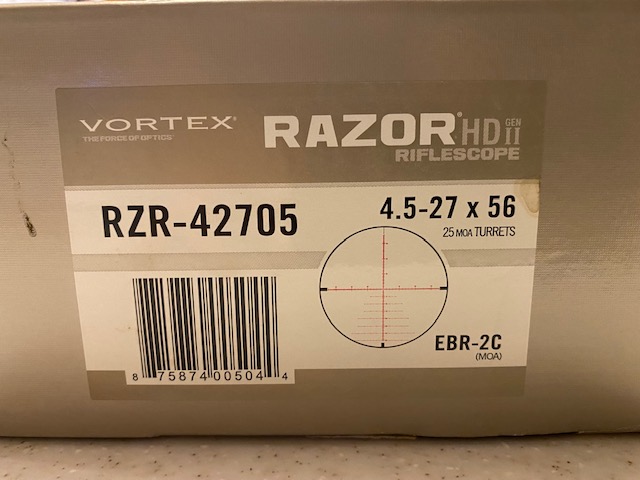 VORTEX®
THE FORCE OF OPTICS®
RAZOR® HD GEN II
RIFLESCOPE
RZR-42705
4.5-27 x 56
25 MOA TURRETS
EBR-2C
(MOA)
8 75874 00504 4